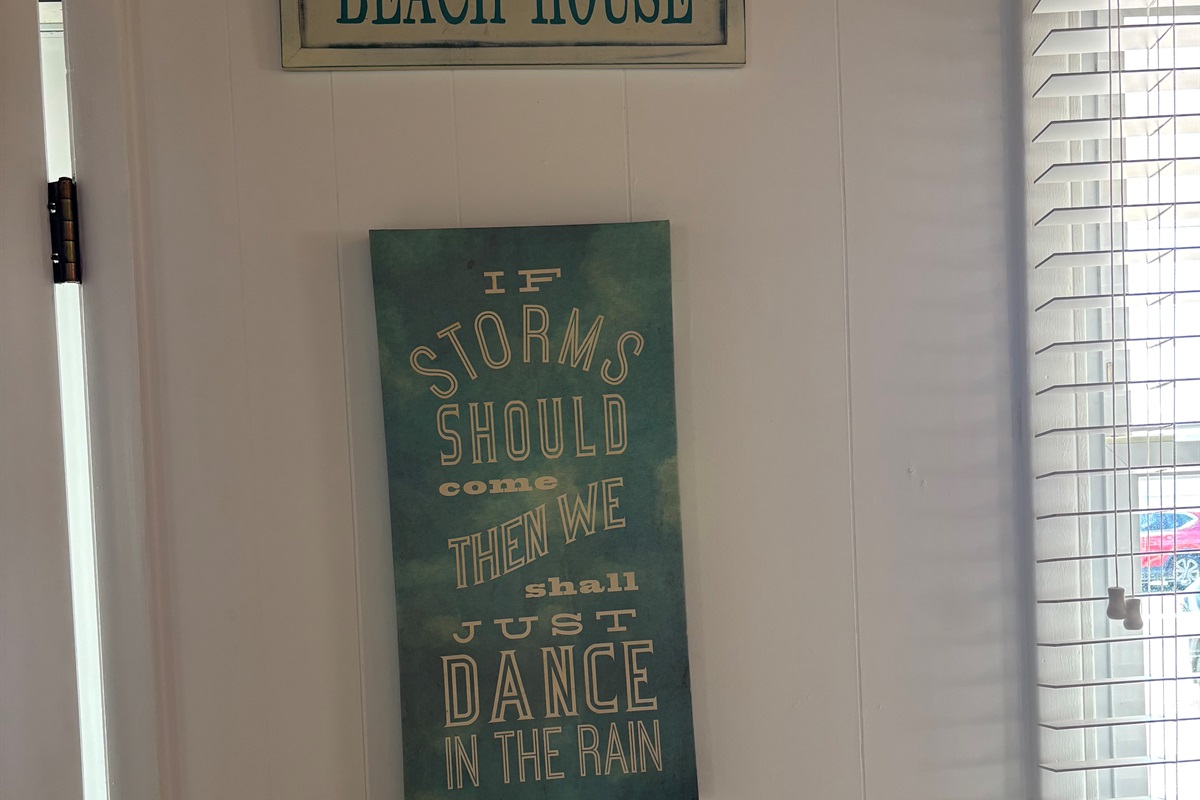 BEACH HOUSE
IF
STORMS
SHOULD
come
THEN WE
shall
JUST
DANCE
IN THE RAIN